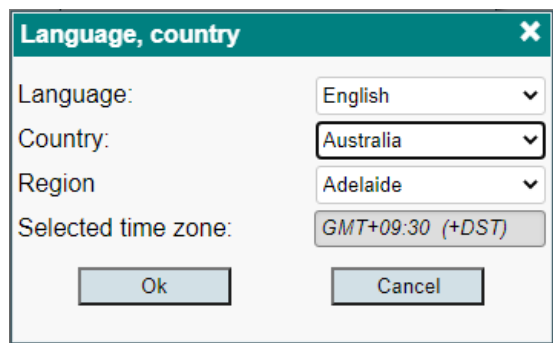 Language, country
Language: English
Country: Australia
Region Adelaide
Selected time zone: GMT+09:30 (+DST)
Ok Cancel